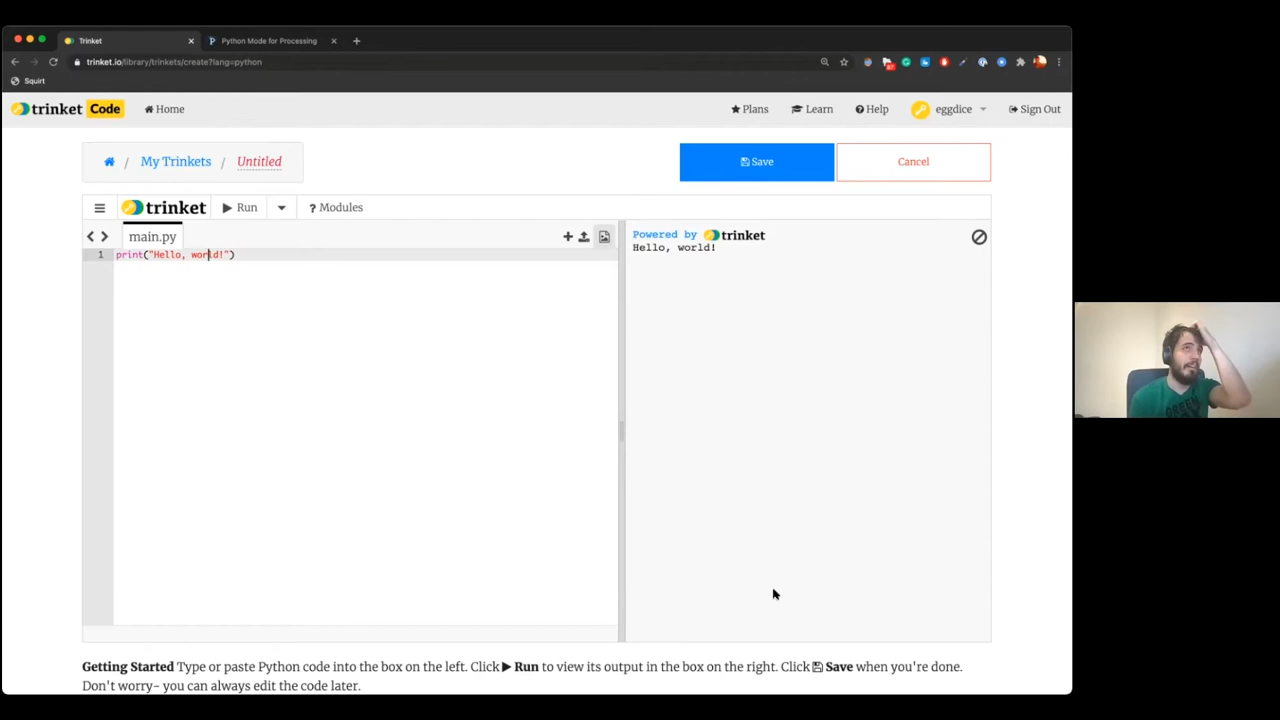 Trinket
Python Mode for Processing
trinket.io/library/trinkets/create?lang=python
Squirt
trinket Code Home Plans Learn Help eggdice Sign Out
/ My Trinkets / Untitled Save Cancel
trinket Run ? Modules
main.py
Powered by trinket
Hello, world!
1 print("Hello, world!")
Getting Started Type or paste Python code into the box on the left. Click Run to view its output in the box on the right. Click Save when you're done.
Don't worry- you can always edit the code later.
GREEN